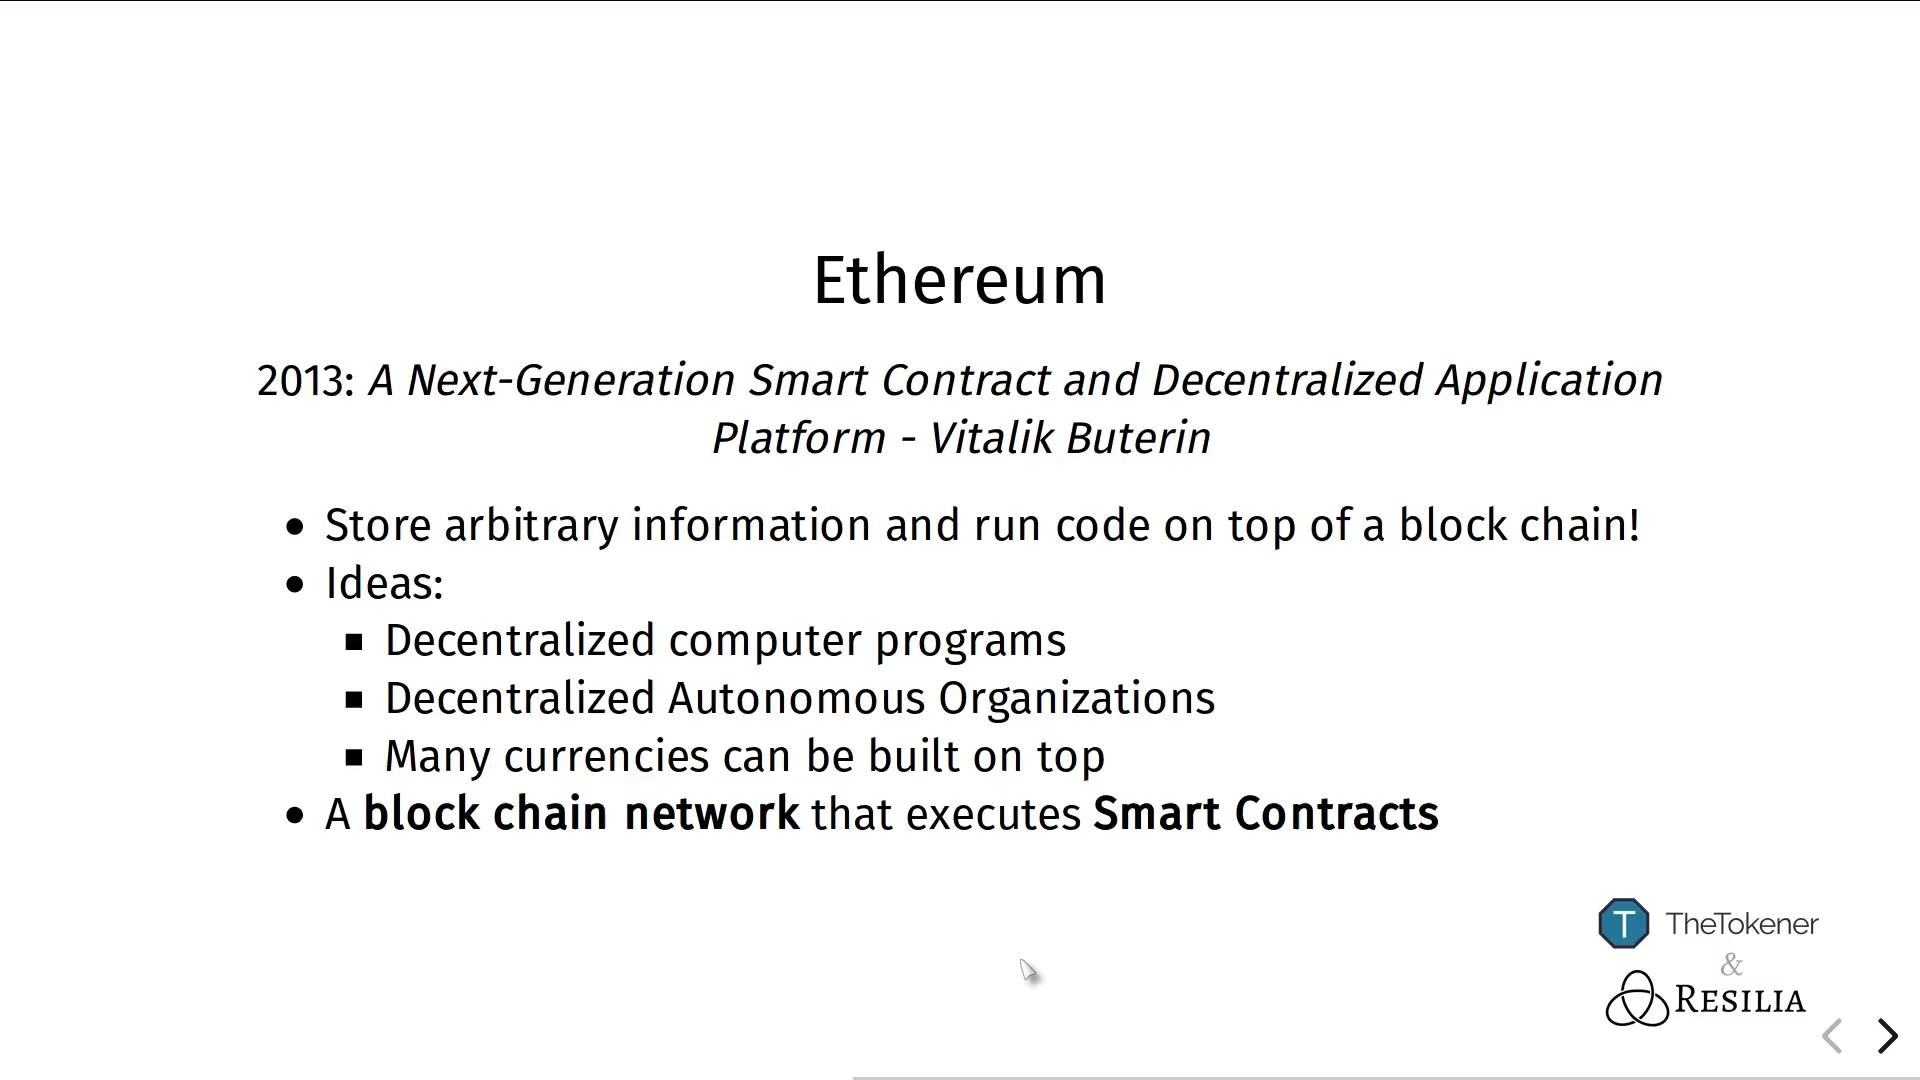 Ethereum
2013: A Next-Generation Smart Contract and Decentralized Application
Platform - Vitalik Buterin
• Store arbitrary information and run code on top of a block chain!
• Ideas:
▪ Decentralized computer programs
▪ Decentralized Autonomous Organizations
▪ Many currencies can be built on top
• A block chain network that executes Smart Contracts
T TheTokener
&
RESILIA